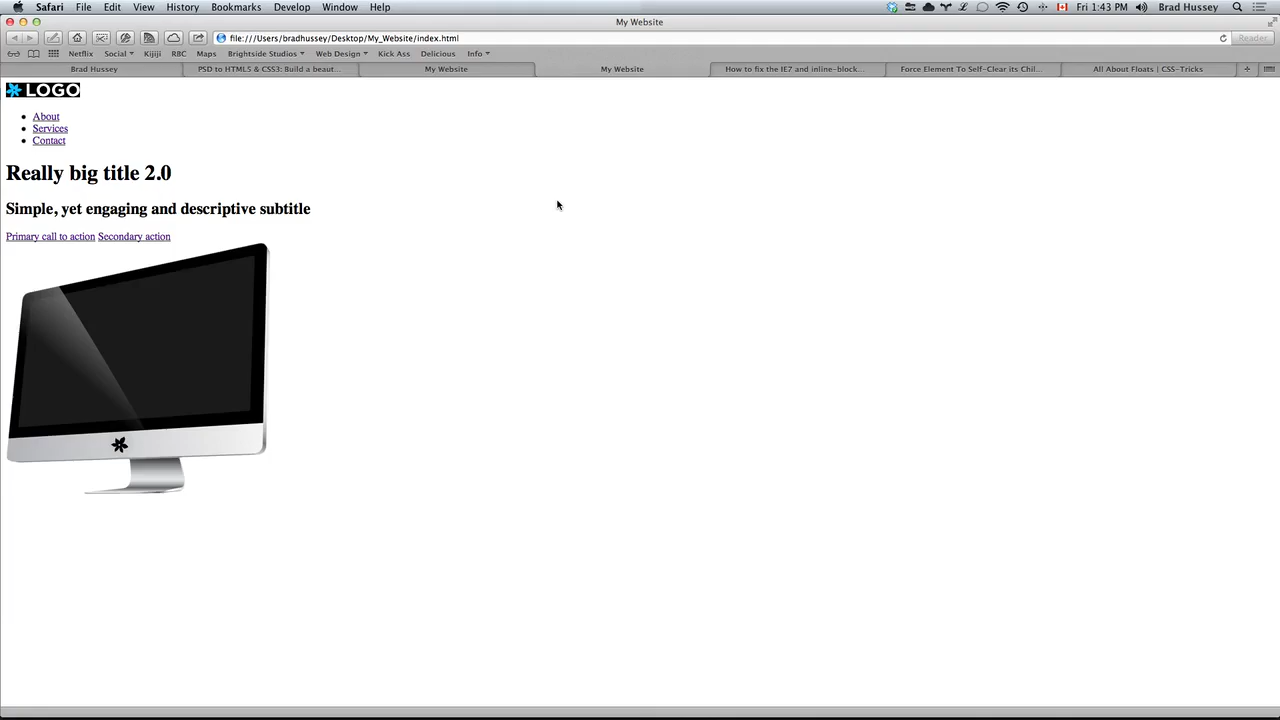 Safari File Edit View History Bookmarks Develop Window Help Fri 1:43 PM Brad Hussey
My Website
file:///Users/bradhussey/Desktop/My_Website/index.html Reader
Netflix Social Kijiji RBC Maps Brightside Studios Web Design Kick Ass Delicious Info
Brad Hussey PSD to HTML5 & CSS3: Build a beaut... My Website My Website How to fix the IE7 and inline-block... Force Element To Self-Clear its Chil... All About Floats | CSS-Tricks
LOGO
About
Services
Contact
Really big title 2.0
Simple, yet engaging and descriptive subtitle
Primary call to action Secondary action